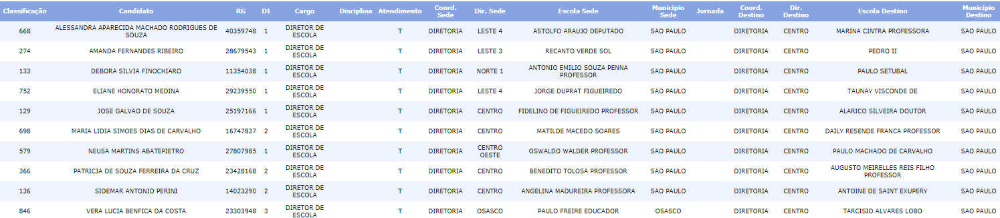 Classificação Candidato RG DI Cargo Disciplina Atendimento Coord. Sede Dir. Sede Escola Sede Município Sede Jornada Coord. Destino Dir. Destino Escola Destino Município Destino
668 ALESSANDRA APARECIDA MACHADO RODRIGUES DE SOUZA 40359748 1 DIRETOR DE ESCOLA T DIRETORIA LESTE 4 ASTOLFO ARAUJO DEPUTADO SAO PAULO DIRETORIA CENTRO MARINA CINTRA PROFESSORA SAO PAULO
274 AMANDA FERNANDES RIBEIRO 28679543 1 DIRETOR DE ESCOLA T DIRETORIA LESTE 3 RECANTO VERDE SOL SAO PAULO DIRETORIA CENTRO PEDRO II SAO PAULO
133 DEBORA SILVIA FINOCHIARO 11354038 1 DIRETOR DE ESCOLA T DIRETORIA NORTE 1 ANTONIO EMILIO SOUZA PENNA PROFESSOR SAO PAULO DIRETORIA CENTRO PAULO SETUBAL SAO PAULO
752 ELIANE HONORATO MEDINA 29239550 1 DIRETOR DE ESCOLA T DIRETORIA LESTE 4 JORGE DUPRAT FIGUEIREDO SAO PAULO DIRETORIA CENTRO TAUNAY VISCONDE DE SAO PAULO
129 JOSE GALVAO DE SOUZA 25197166 1 DIRETOR DE ESCOLA T DIRETORIA CENTRO FIDELINO DE FIGUEIREDO PROFESSOR SAO PAULO DIRETORIA CENTRO ALARICO SILVEIRA DOUTOR SAO PAULO
698 MARIA LIDIA SIMOES DIAS DE CARVALHO 16747837 2 DIRETOR DE ESCOLA T DIRETORIA CENTRO MATILDE MACEDO SOARES SAO PAULO DIRETORIA CENTRO DAILY RESENDE FRANCA PROFESSOR SAO PAULO
579 NEUSA MARTINS ABATEPIETRO 27807985 1 DIRETOR DE ESCOLA T DIRETORIA CENTRO OESTE OSWALDO WALDER PROFESSOR SAO PAULO DIRETORIA CENTRO PAULO MACHADO DE CARVALHO SAO PAULO
366 PATRICIA DE SOUZA FERREIRA DA CRUZ 23428168 2 DIRETOR DE ESCOLA T DIRETORIA CENTRO BENEDITO TOLOSA PROFESSOR SAO PAULO DIRETORIA CENTRO AUGUSTO MEIRELLES REIS FILHO PROFESSOR SAO PAULO
136 SIDEMAR ANTONIO PERINI 14023290 2 DIRETOR DE ESCOLA T DIRETORIA CENTRO ANGELINA MADUREIRA PROFESSORA SAO PAULO DIRETORIA CENTRO ANTOINE DE SAINT EXUPERY SAO PAULO
846 VERA LUCIA BENFICA DA COSTA 23303948 3 DIRETOR DE ESCOLA T DIRETORIA OSASCO PAULO FREIRE EDUCADOR OSASCO DIRETORIA CENTRO TARCISIO ALVARES LOBO SAO PAULO